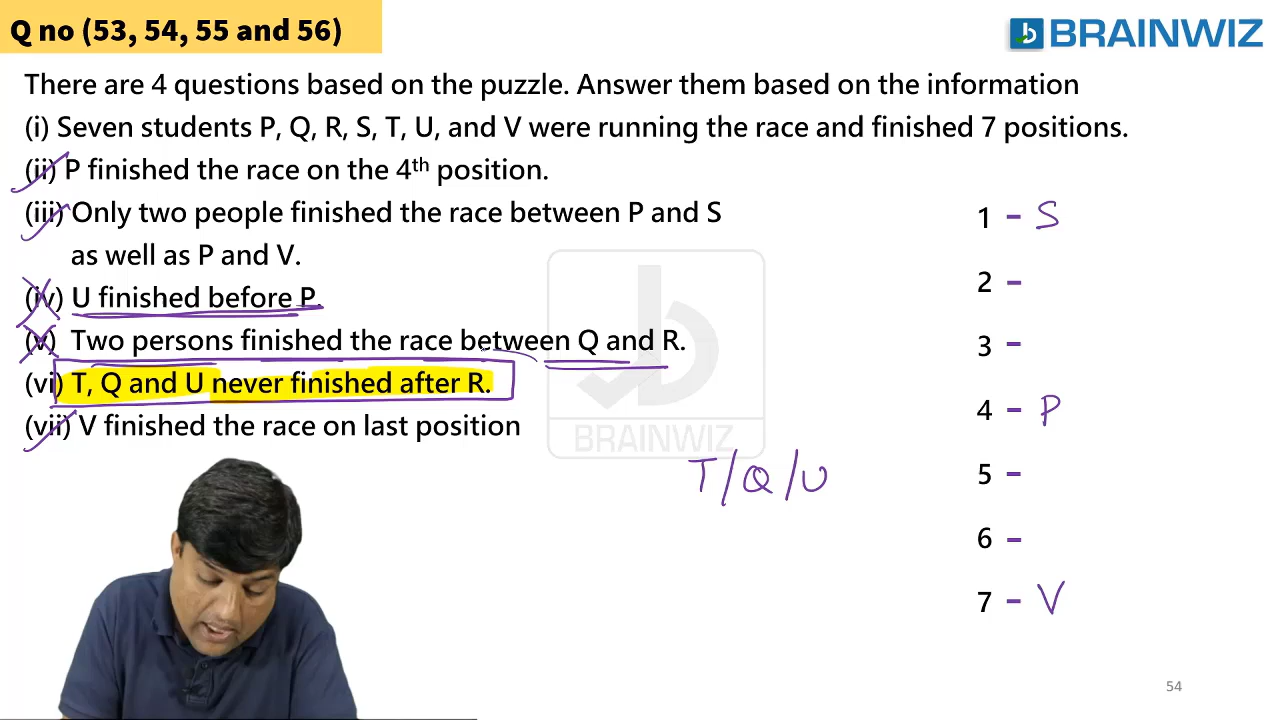 Q no (53, 54, 55 and 56)
BRAINWIZ
There are 4 questions based on the puzzle. Answer them based on the information
(i) Seven students P, Q, R, S, T, U, and V were running the race and finished 7 positions.
(ii) P finished the race on the 4th position.
(iii) Only two people finished the race between P and S
as well as P and V.
(iv) U finished before P.
(v) Two persons finished the race between Q and R.
(vi) T, Q and U never finished after R.
(vii) V finished the race on last position
BRAINWIZ
T/Q/U
1 - S
2 -
3 -
4 - P
5 -
6 -
7 - V
54